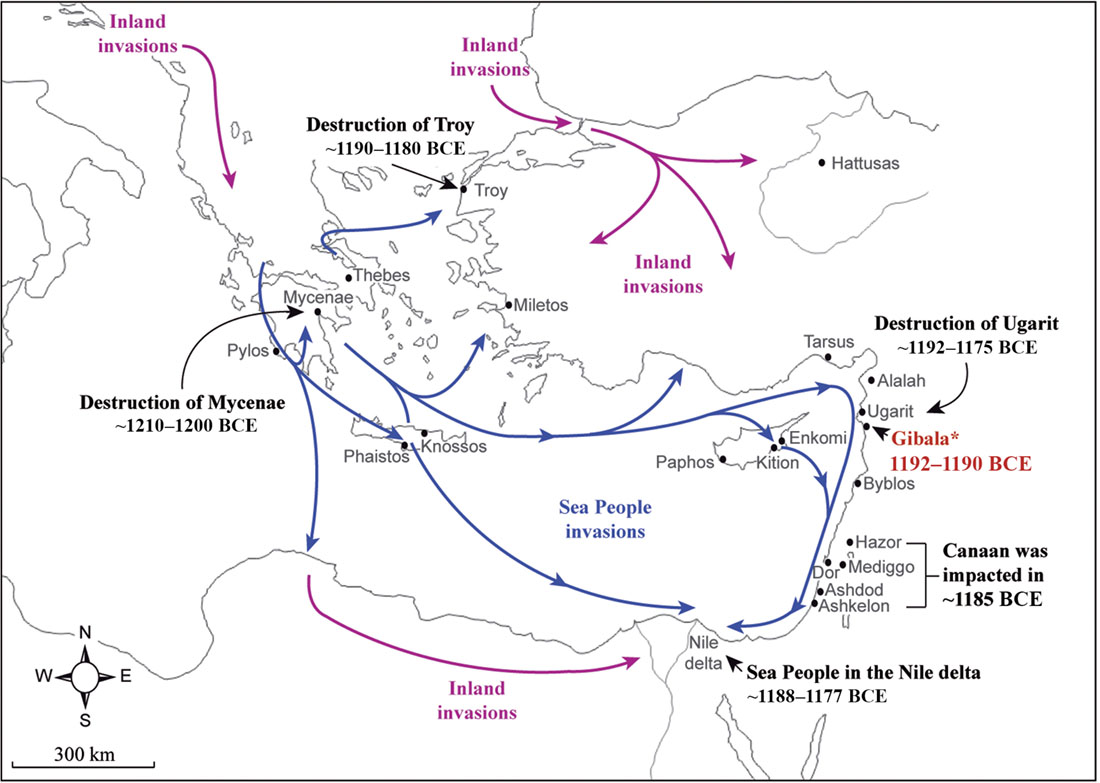 Inland
invasions
Inland
invasions
Destruction of Troy
~1190–1180 BCE
Hattusas
Troy
Inland
invasions
Thebes
Mycenae
Miletos
Pylos
Destruction of Ugarit
~1192–1175 BCE
Tarsus
Alalah
Destruction of Mycenae
~1210–1200 BCE
Ugarit
Gibala*
1192–1190 BCE
Knossos
Phaistos
Enkomi
Paphos
Kition
Byblos
Sea People
invasions
Hazor
Dor
Mediggo
Ashdod
Ashkelon
Canaan was
impacted in
~1185 BCE
N
W
E
S
Nile
delta
Sea People in the Nile delta
~1188–1177 BCE
Inland
invasions
300 km